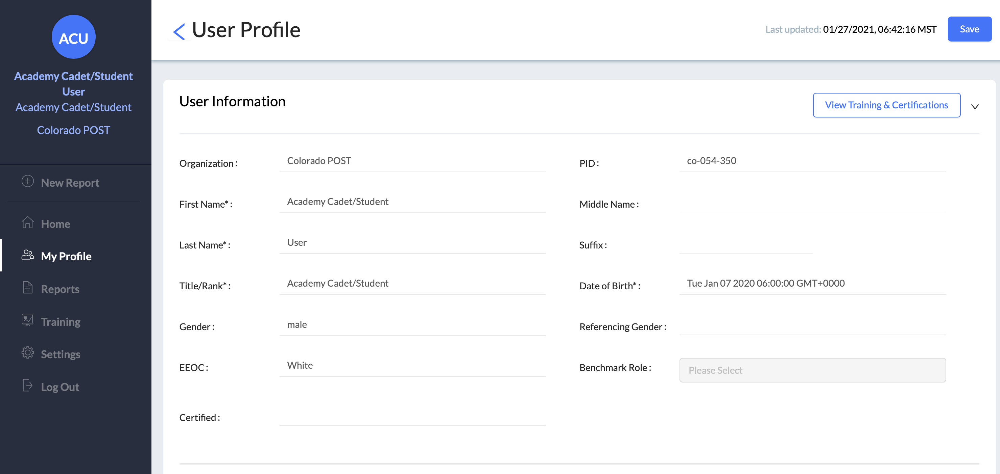 ACU
Academy Cadet/Student
User
Academy Cadet/Student
Colorado POST
New Report
Home
My Profile
Reports
Training
Settings
Log Out
User Profile
Last updated: 01/27/2021, 06:42:16 MST
Save
User Information
View Training & Certifications
Organization : Colorado POST
PID : co-054-350
First Name* : Academy Cadet/Student
Middle Name :
Last Name* : User
Suffix :
Title/Rank* : Academy Cadet/Student
Date of Birth* : Tue Jan 07 2020 06:00:00 GMT+0000
Gender : male
Referencing Gender :
EEOC : White
Benchmark Role : Please Select
Certified :